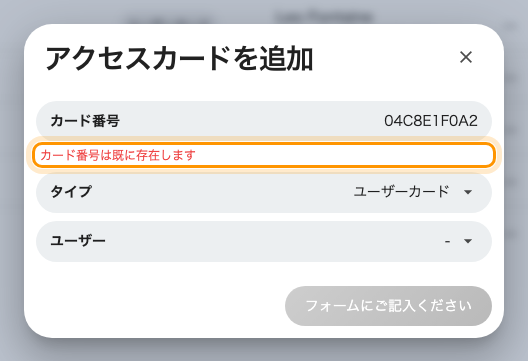 アクセスカードを追加
カード番号 04C8E1F0A2
カード番号は既に存在します
タイプ ユーザーカード
ユーザー -
フォームにご記入ください